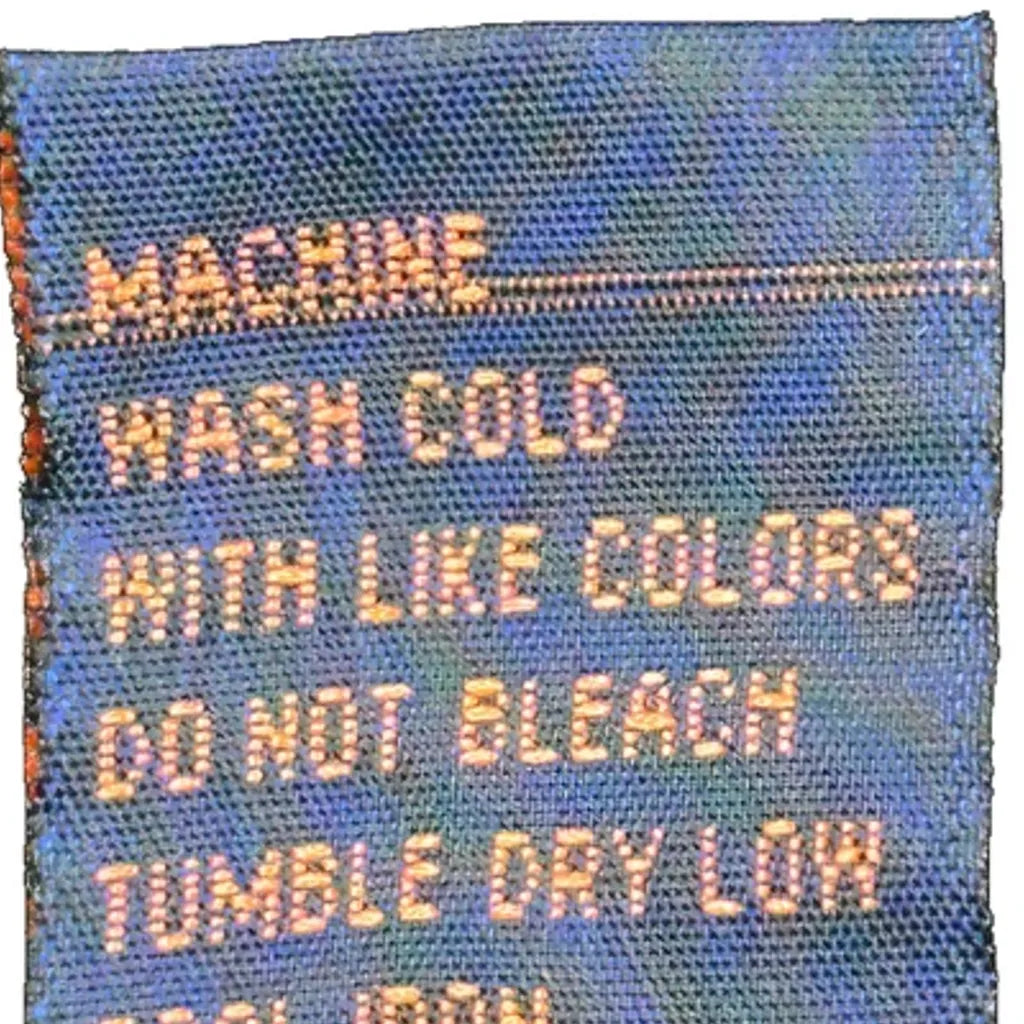 MACHINE
WASH COLD
WITH LIKE COLORS
DO NOT BLEACH
TUMBLE DRY LOW